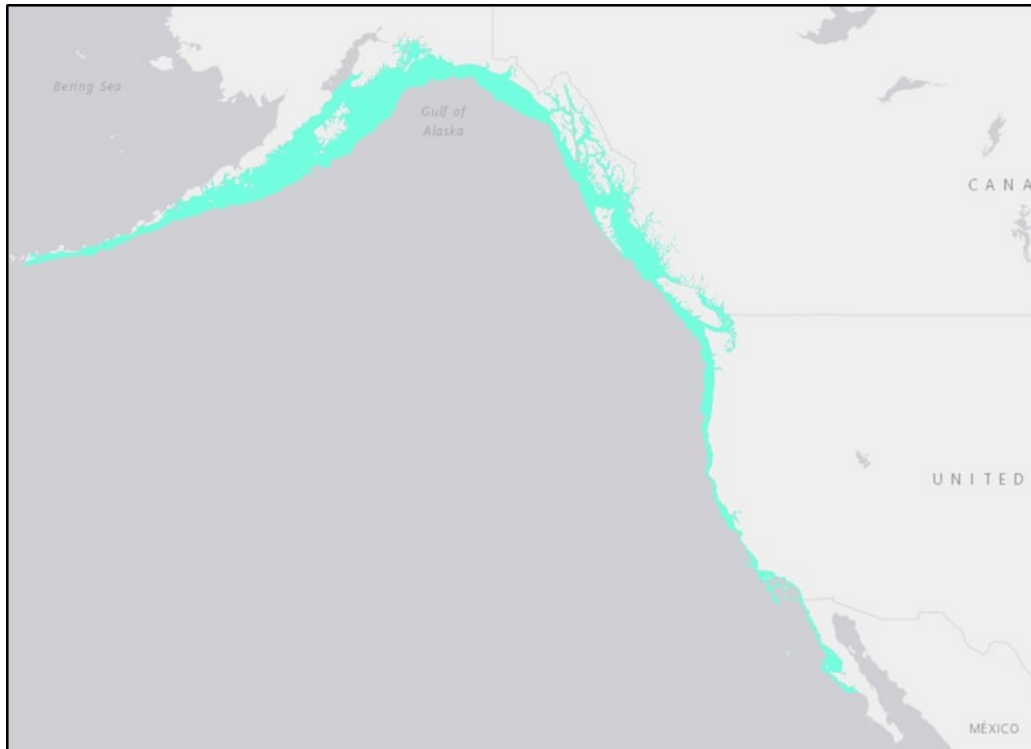 Bering Sea
Gulf of
Alaska
CANA
UNITED
MÉXICO